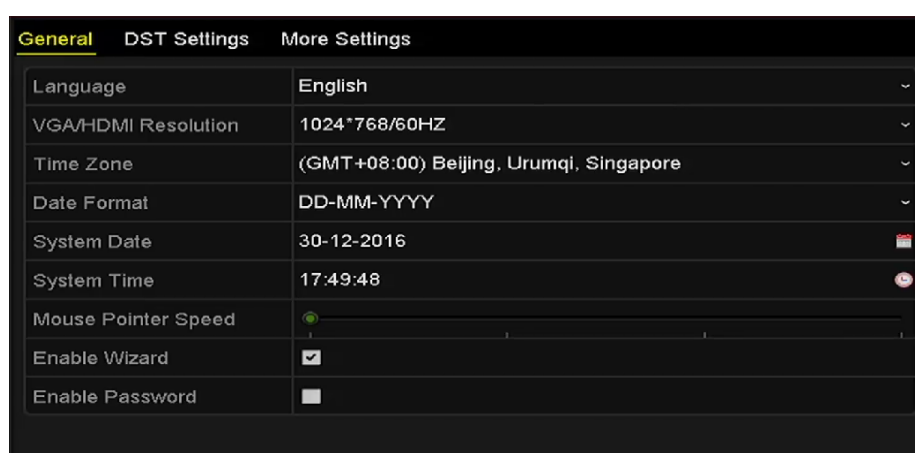 General DST Settings More Settings
Language English
VGA/HDMI Resolution 1024*768/60HZ
Time Zone (GMT+08:00) Beijing, Urumqi, Singapore
Date Format DD-MM-YYYY
System Date 30-12-2016
System Time 17:49:48
Mouse Pointer Speed
Enable Wizard
Enable Password